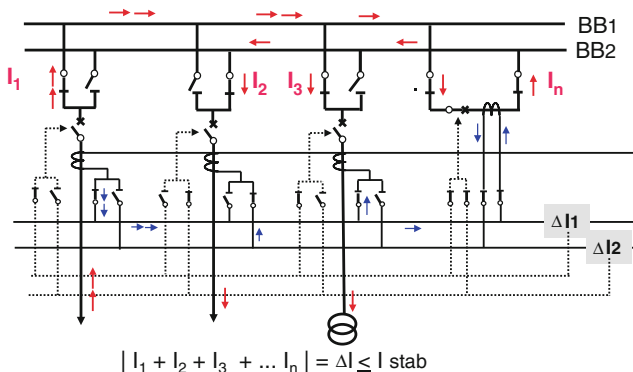 BB1
BB2
I1
I2
I3
In
ΔI1
ΔI2
| I1 + I2 + I3 + ... In | = ΔI ≤ I stab